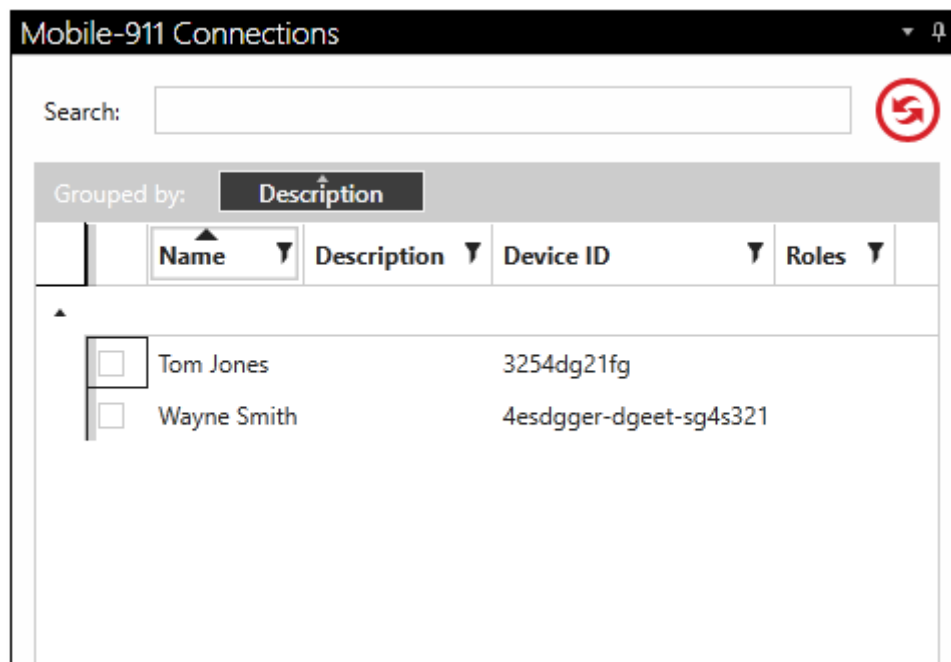 Mobile-911 Connections
Search:
Grouped by: Description
Name Description Device ID Roles
Tom Jones 3254dg21fg
Wayne Smith 4esdgger-dgeet-sg4s321